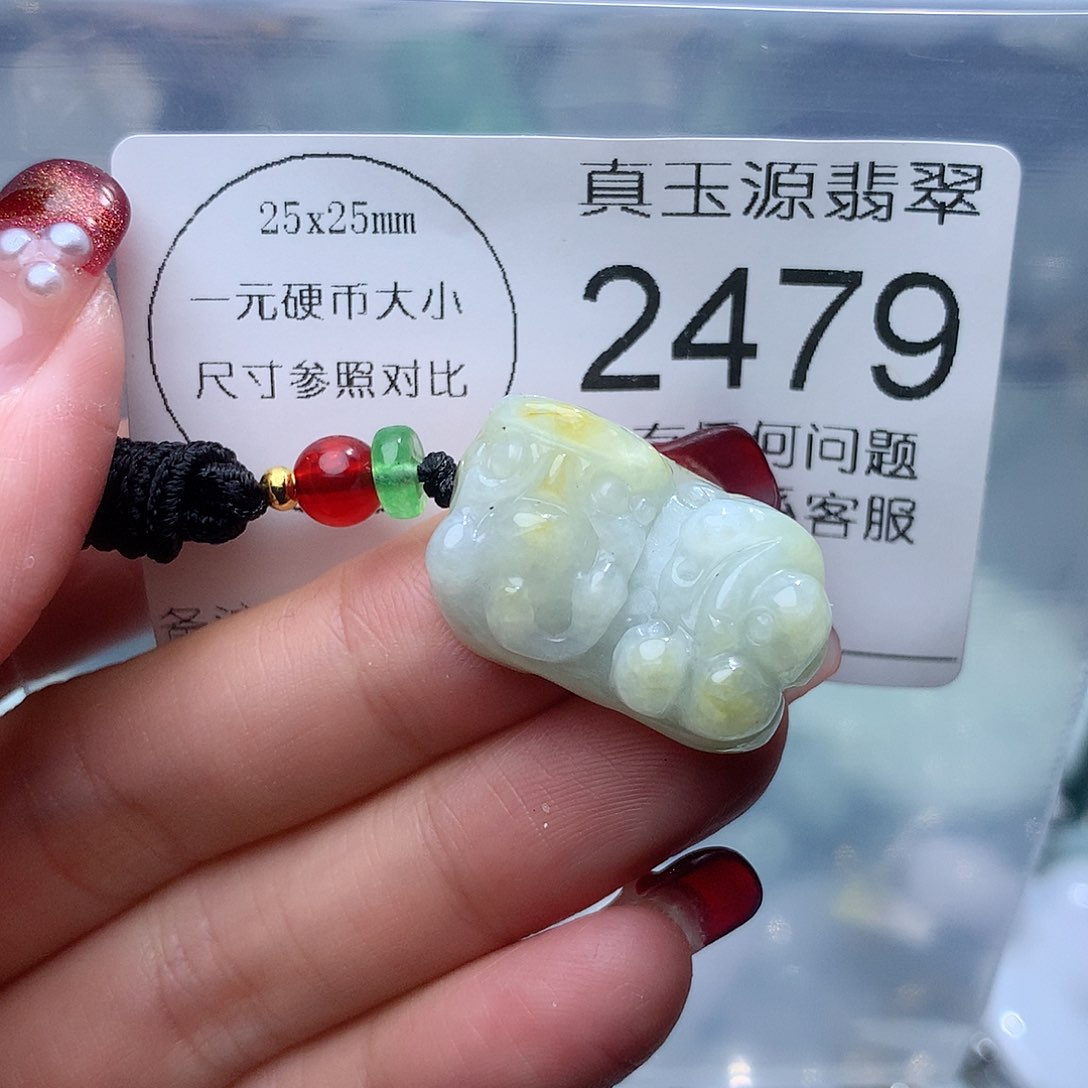 25x25mm
一元硬币大小
尺寸参照对比
真玉源翡翠
2479
何问题
客服